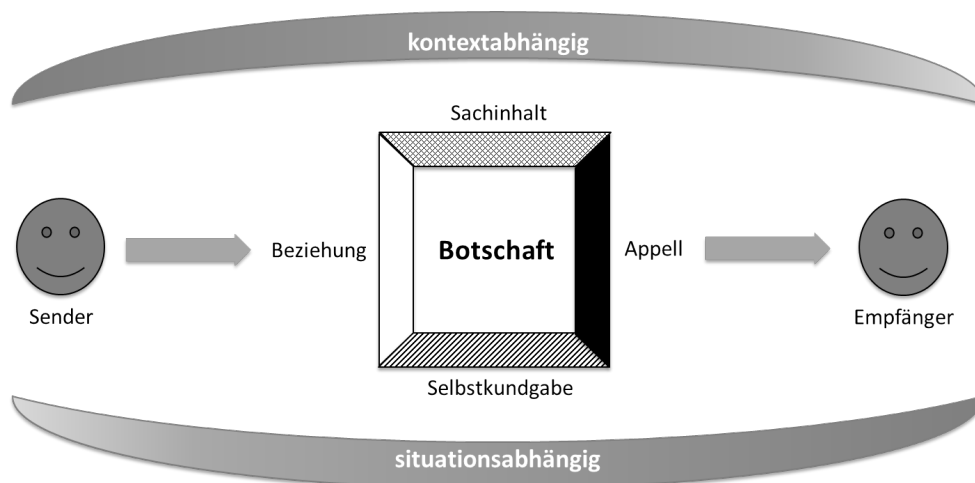 kontextabhängig
Sachinhalt
Beziehung
Botschaft
Appell
Sender
Empfänger
Selbstkundgabe
situationsabhängig